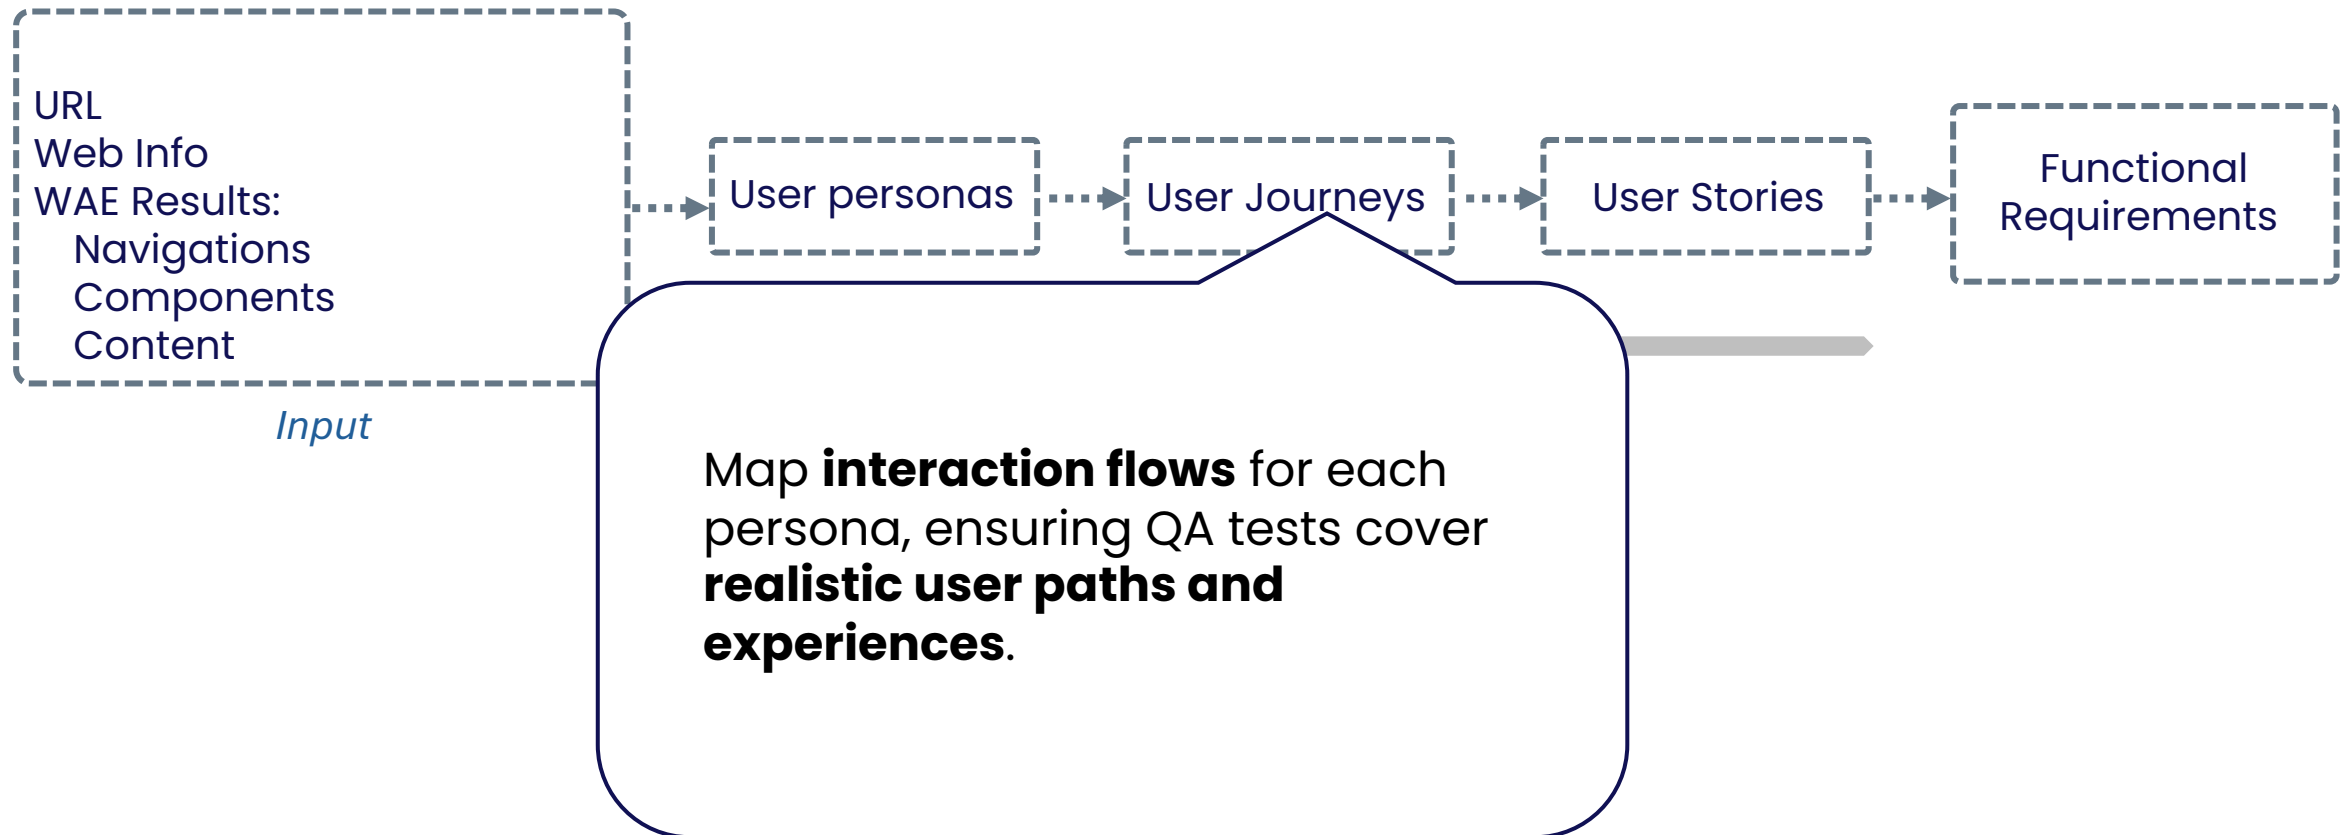 URL
Web Info
WAE Results:
Navigations
Components
Content
Input
User personas
User Journeys
User Stories
Functional
Requirements
Map interaction flows for each
persona, ensuring QA tests cover
realistic user paths and
experiences.